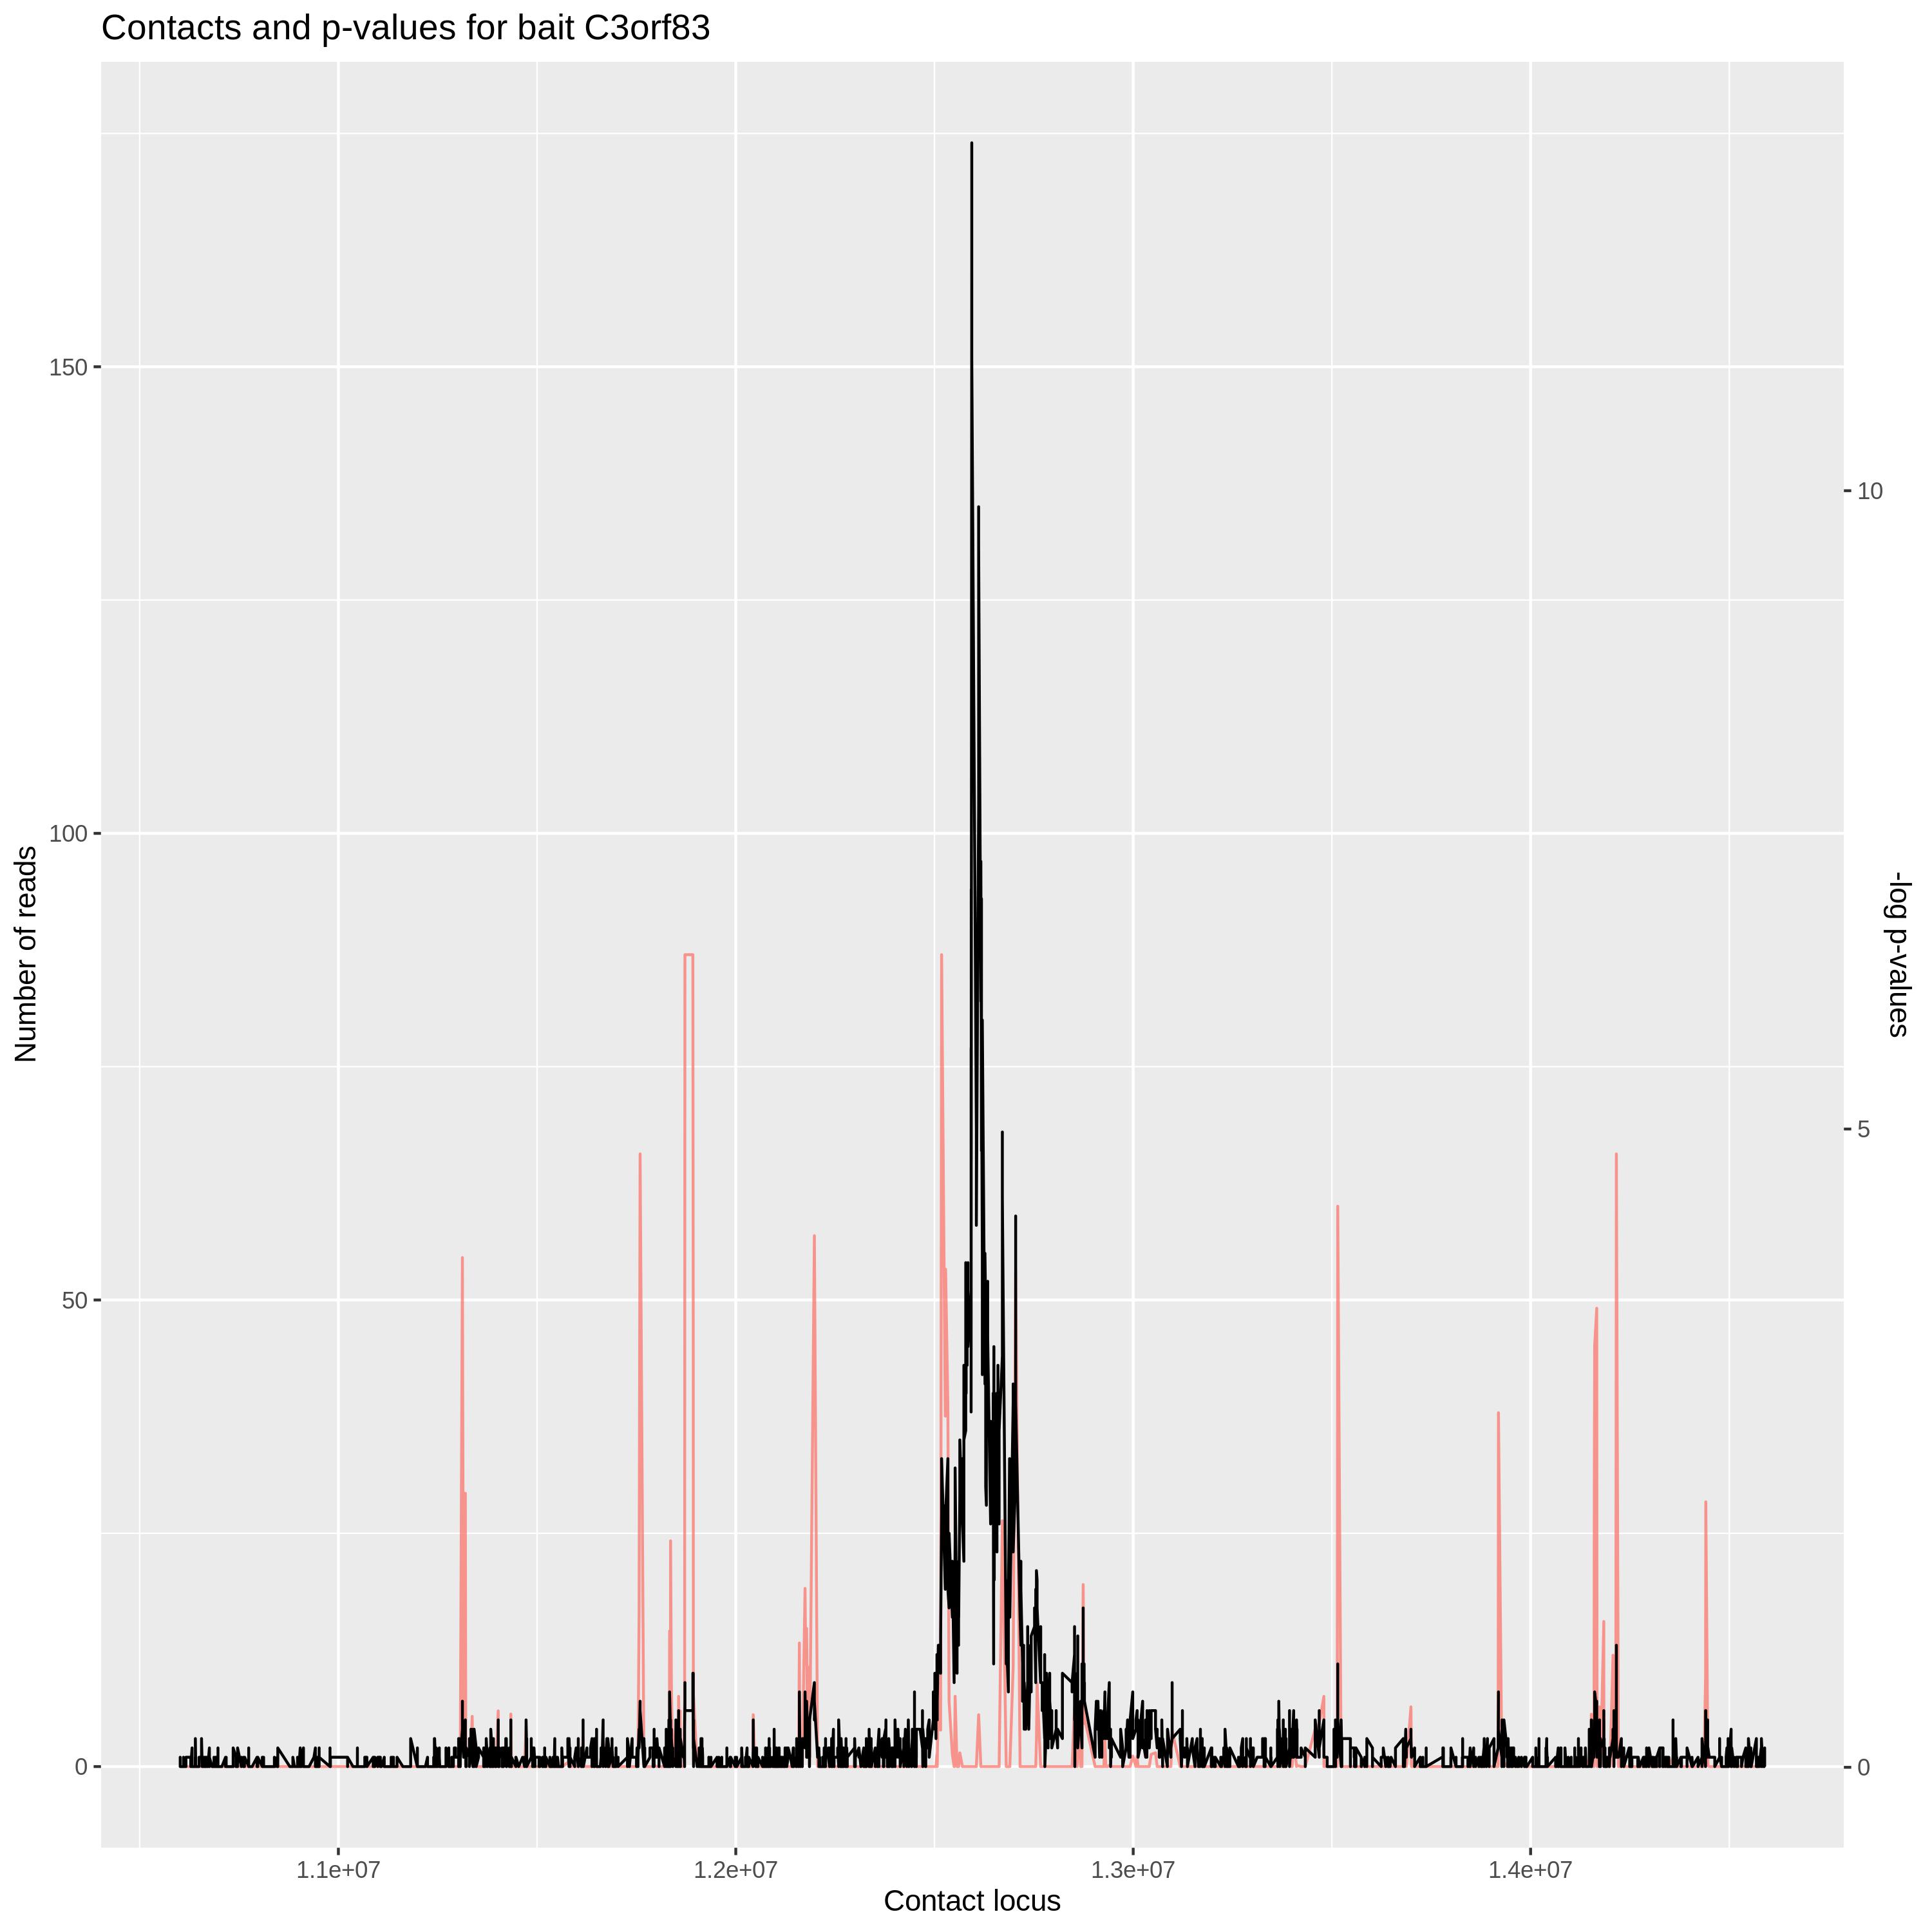 Contacts and p-values for bait C3orf83
150
100
50
0
10
5
0
Number of reads
-log p-values
1.1e+07 1.2e+07 1.3e+07 1.4e+07
Contact locus